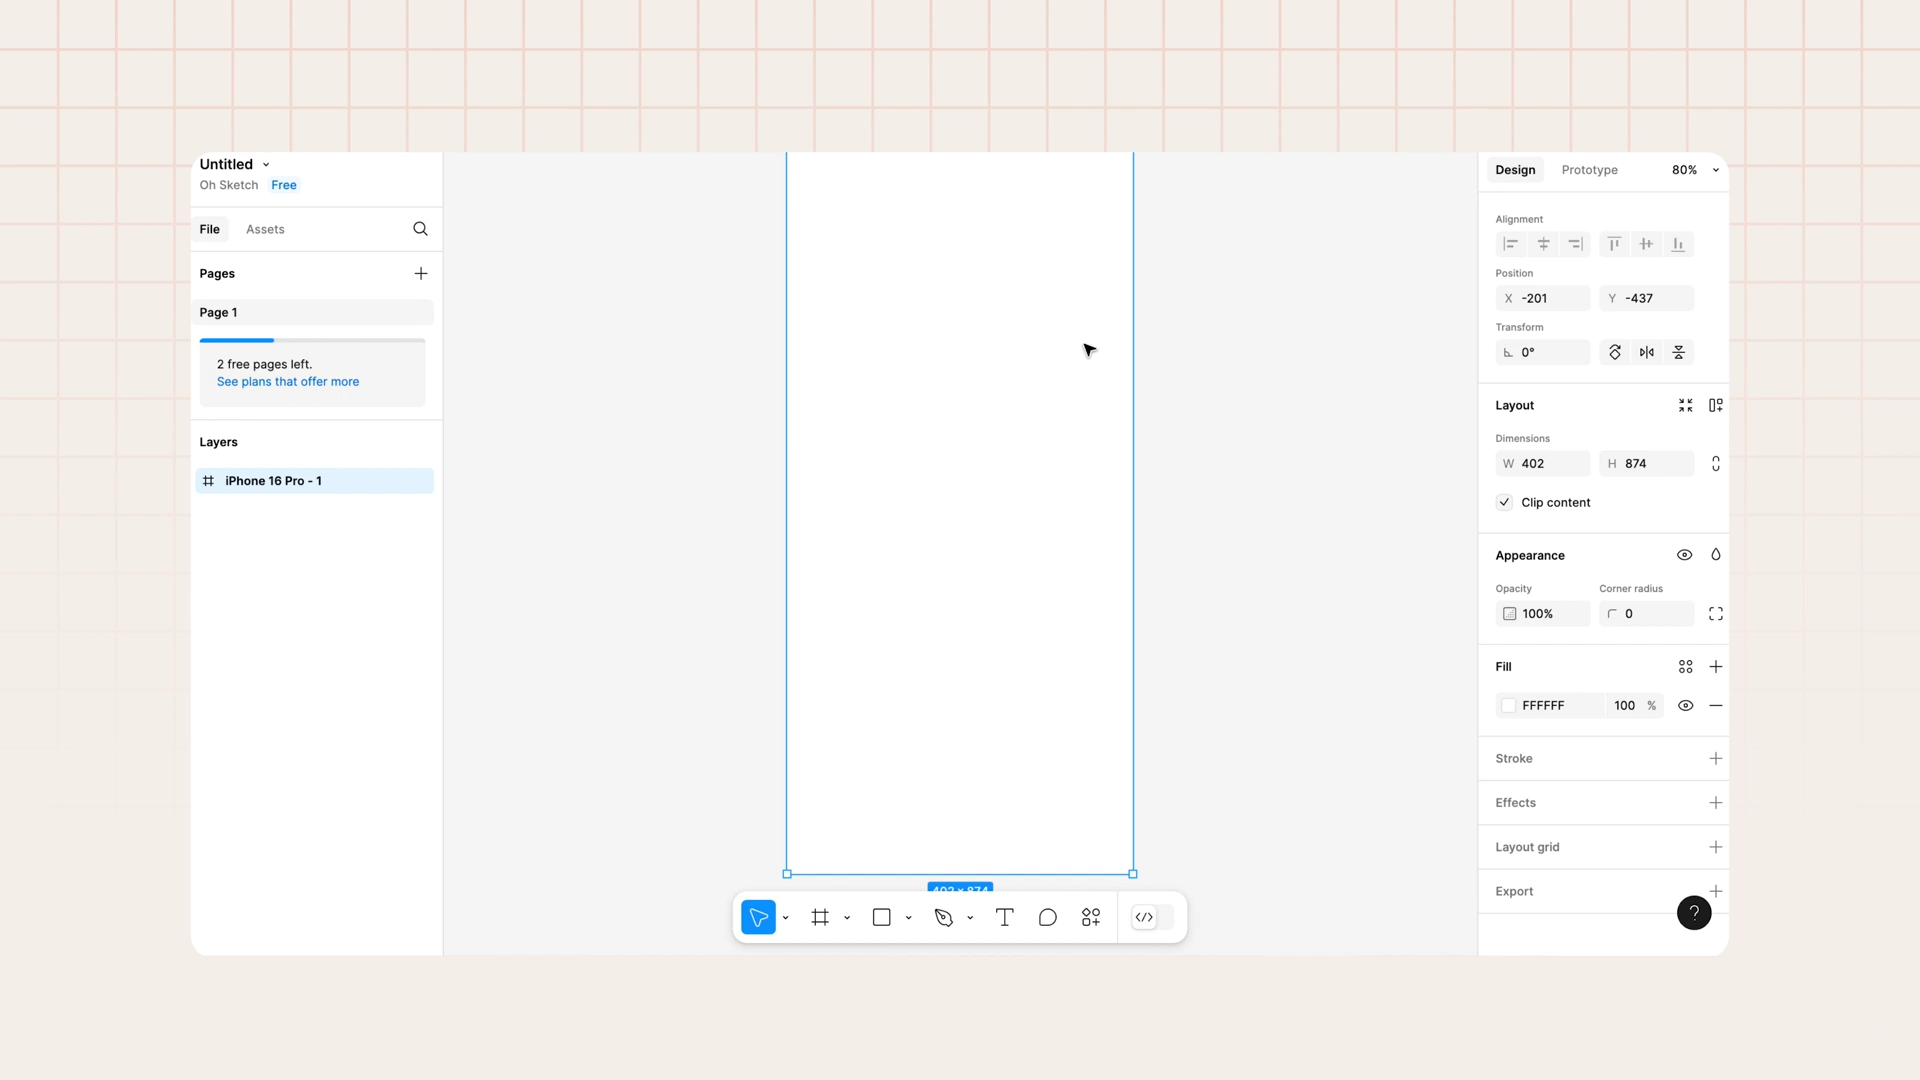 Untitled
Oh Sketch Free
File Assets
Pages
Page 1
2 free pages left.
See plans that offer more
Layers
iPhone 16 Pro - 1
402 × 874
Design Prototype 80%
Alignment
Position
X -201 Y -437
Transform
0°
Layout
Dimensions
W 402 H 874
Clip content
Appearance
Opacity Corner radius
100% 0
Fill
FFFFFF 100 %
Stroke
Effects
Layout grid
Export
?